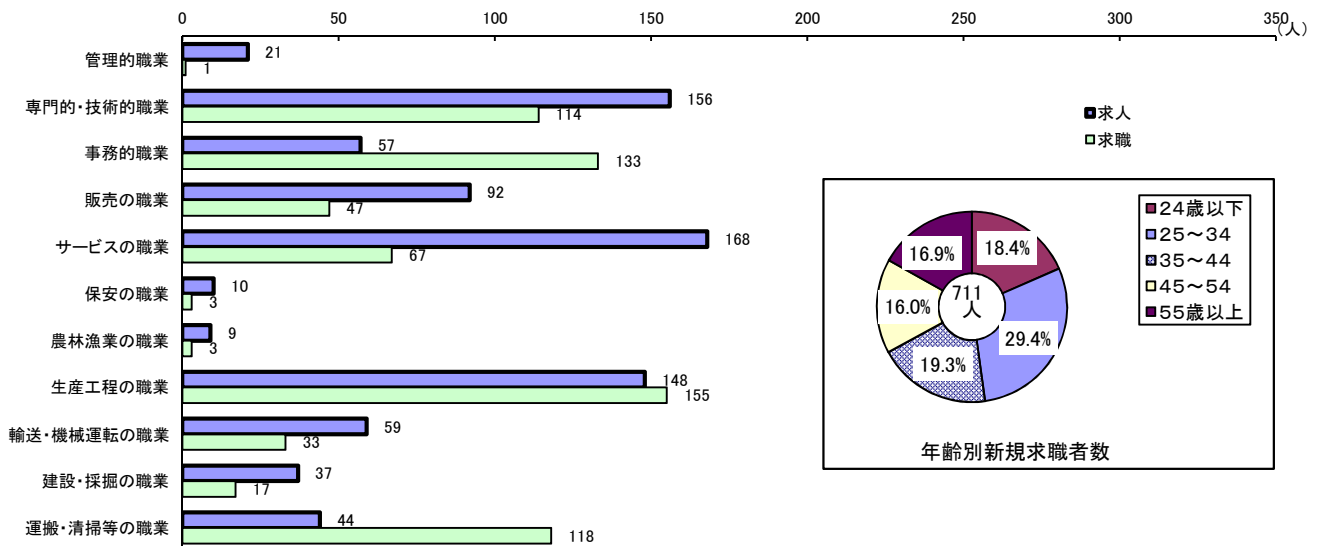 0 50 100 150 200 250 300 350
(人)
管理的職業 21
1
専門的・技術的職業 156
114
事務的職業 57
133
販売の職業 92
47
サービスの職業 168
67
保安の職業 10
3
農林漁業の職業 9
3
生産工程の職業 148
155
輸送・機械運転の職業 59
33
建設・採掘の職業 37
17
運搬・清掃等の職業 44
118
求人
求職
24歳以下
25～34
35～44
45～54
55歳以上
18.4%
29.4%
19.3%
16.0%
16.9%
711
人
年齢別新規求職者数